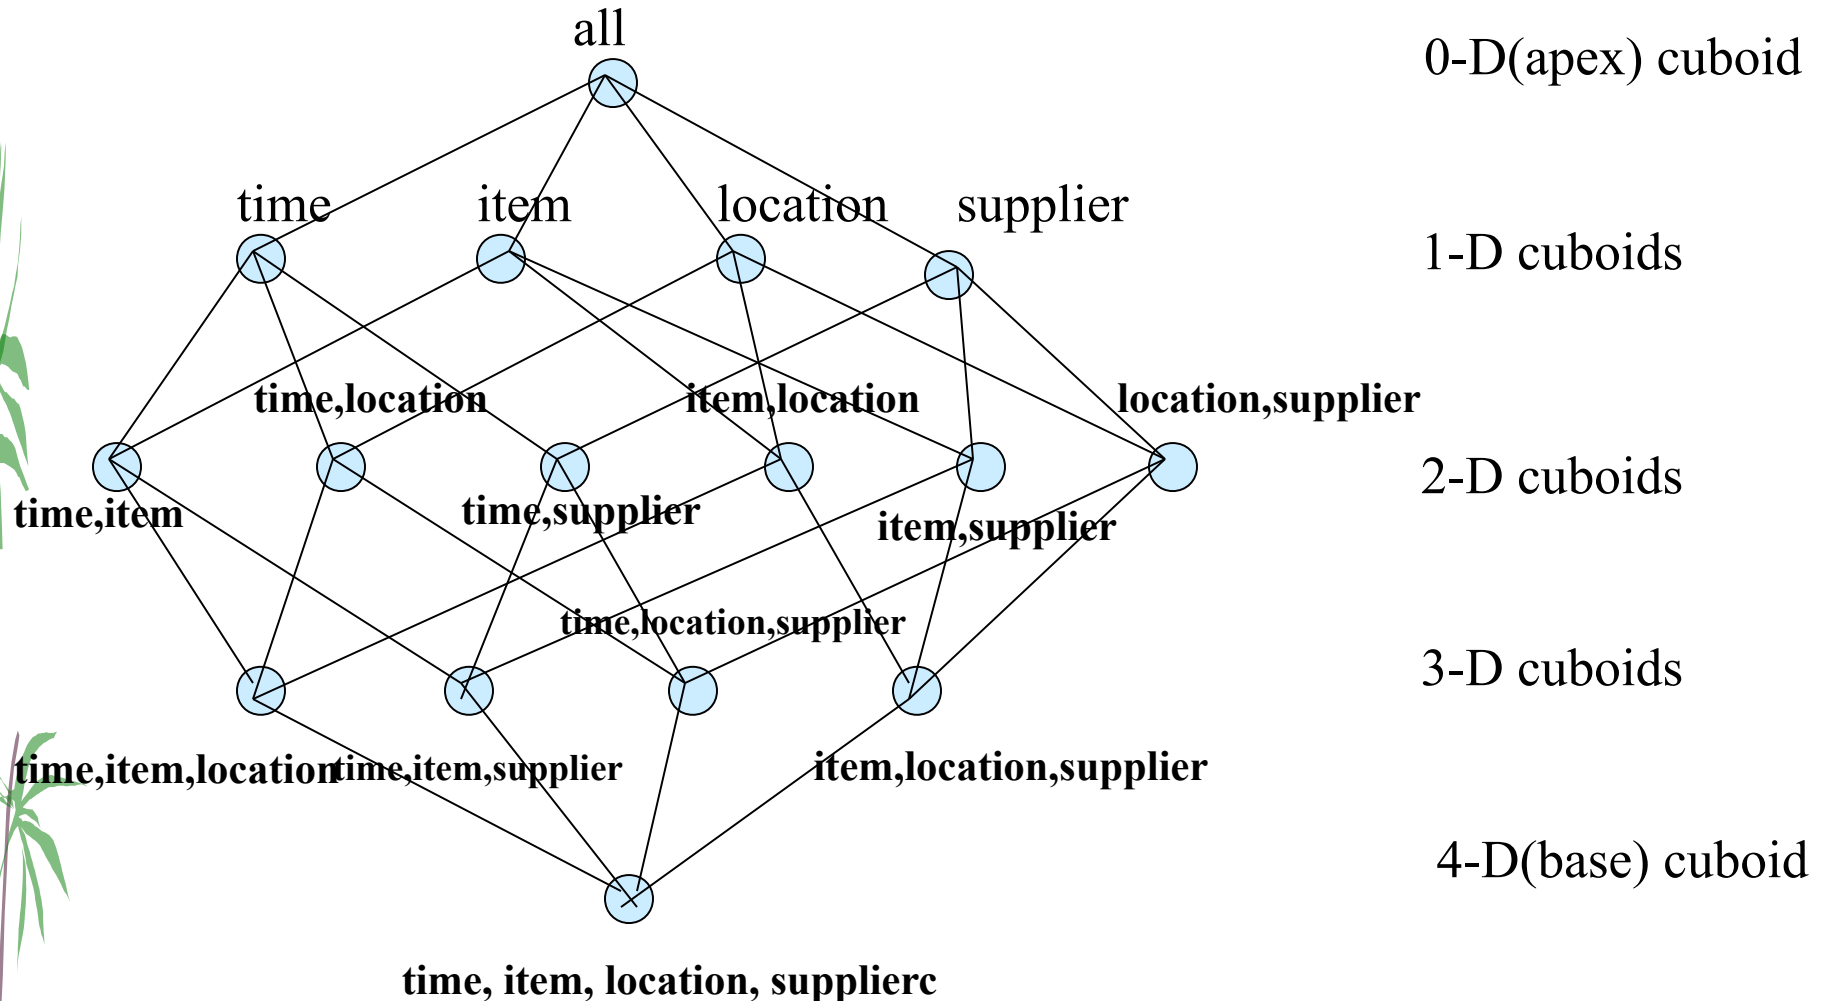 all
0-D(apex) cuboid
time
item
location
supplier
1-D cuboids
time,location
item,location
location,supplier
2-D cuboids
time,item
time,supplier
item,supplier
time,location,supplier
3-D cuboids
time,item,location
time,item,supplier
item,location,supplier
4-D(base) cuboid
time, item, location, supplierc